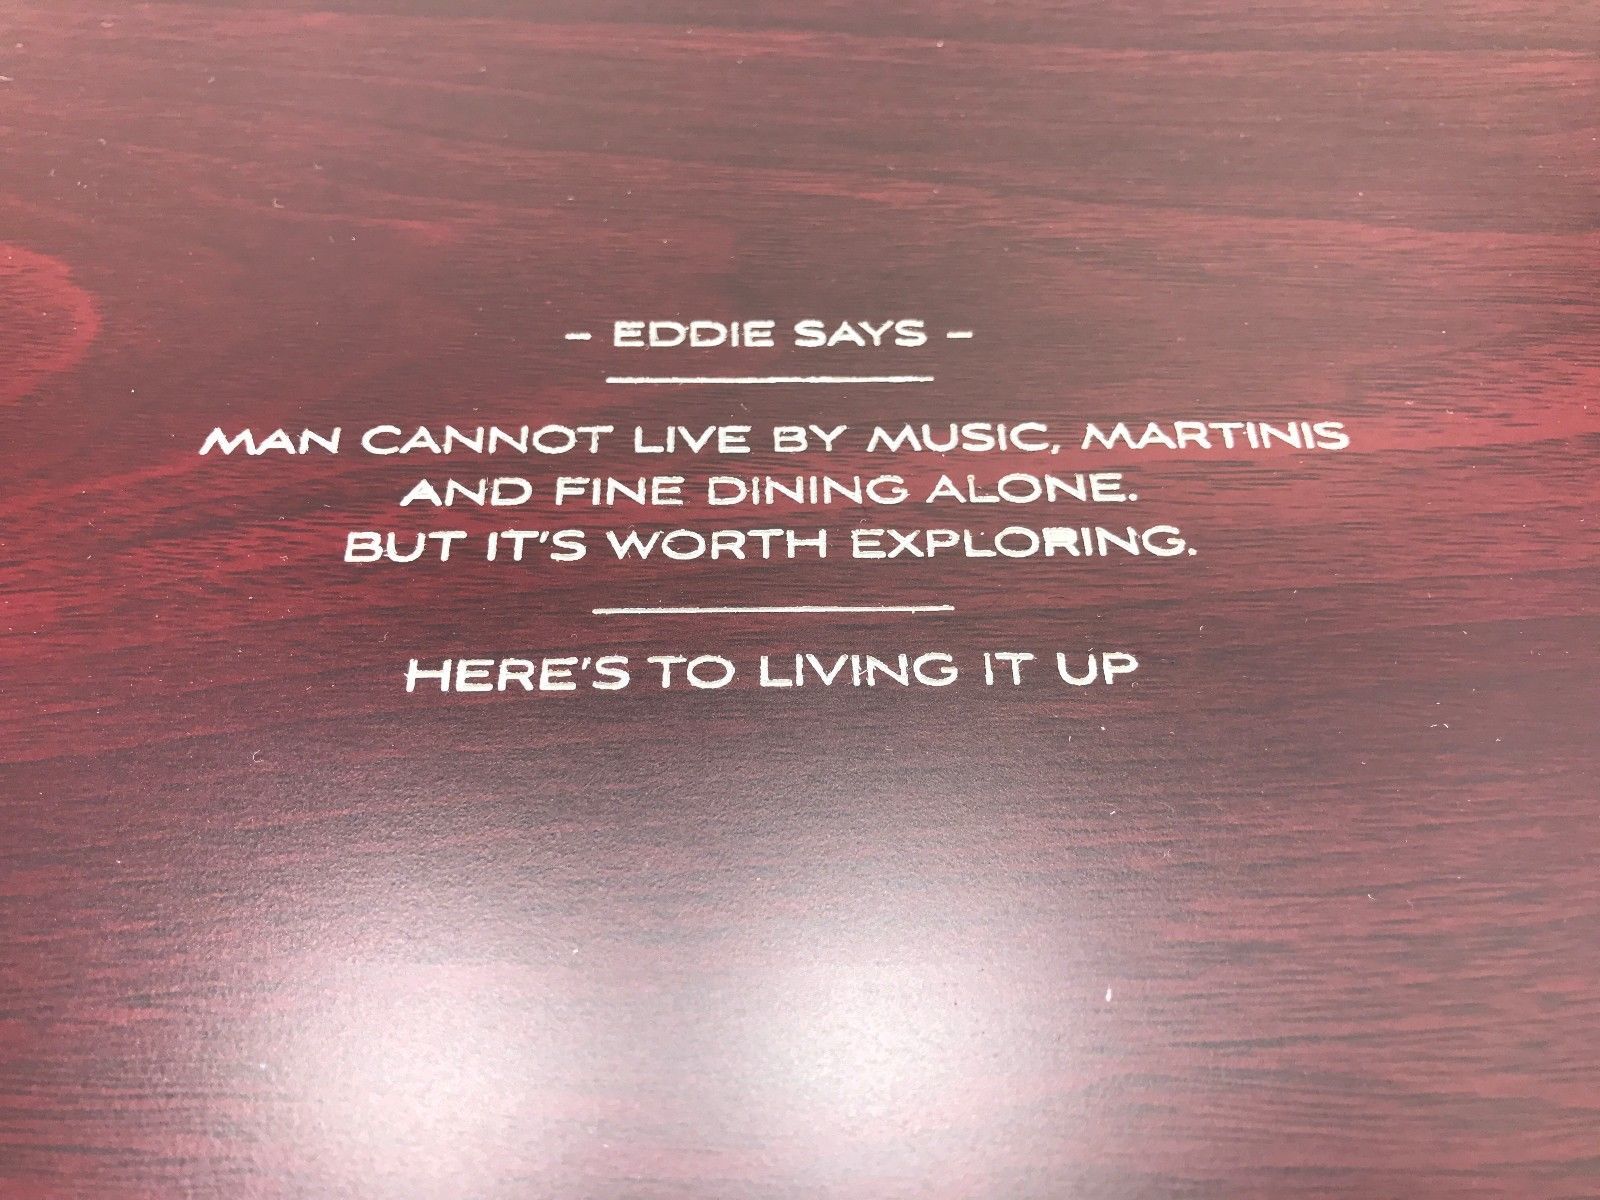 - EDDIE SAYS -
MAN CANNOT LIVE BY MUSIC, MARTINIS
AND FINE DINING ALONE.
BUT IT'S WORTH EXPLORING.
HERE'S TO LIVING IT UP